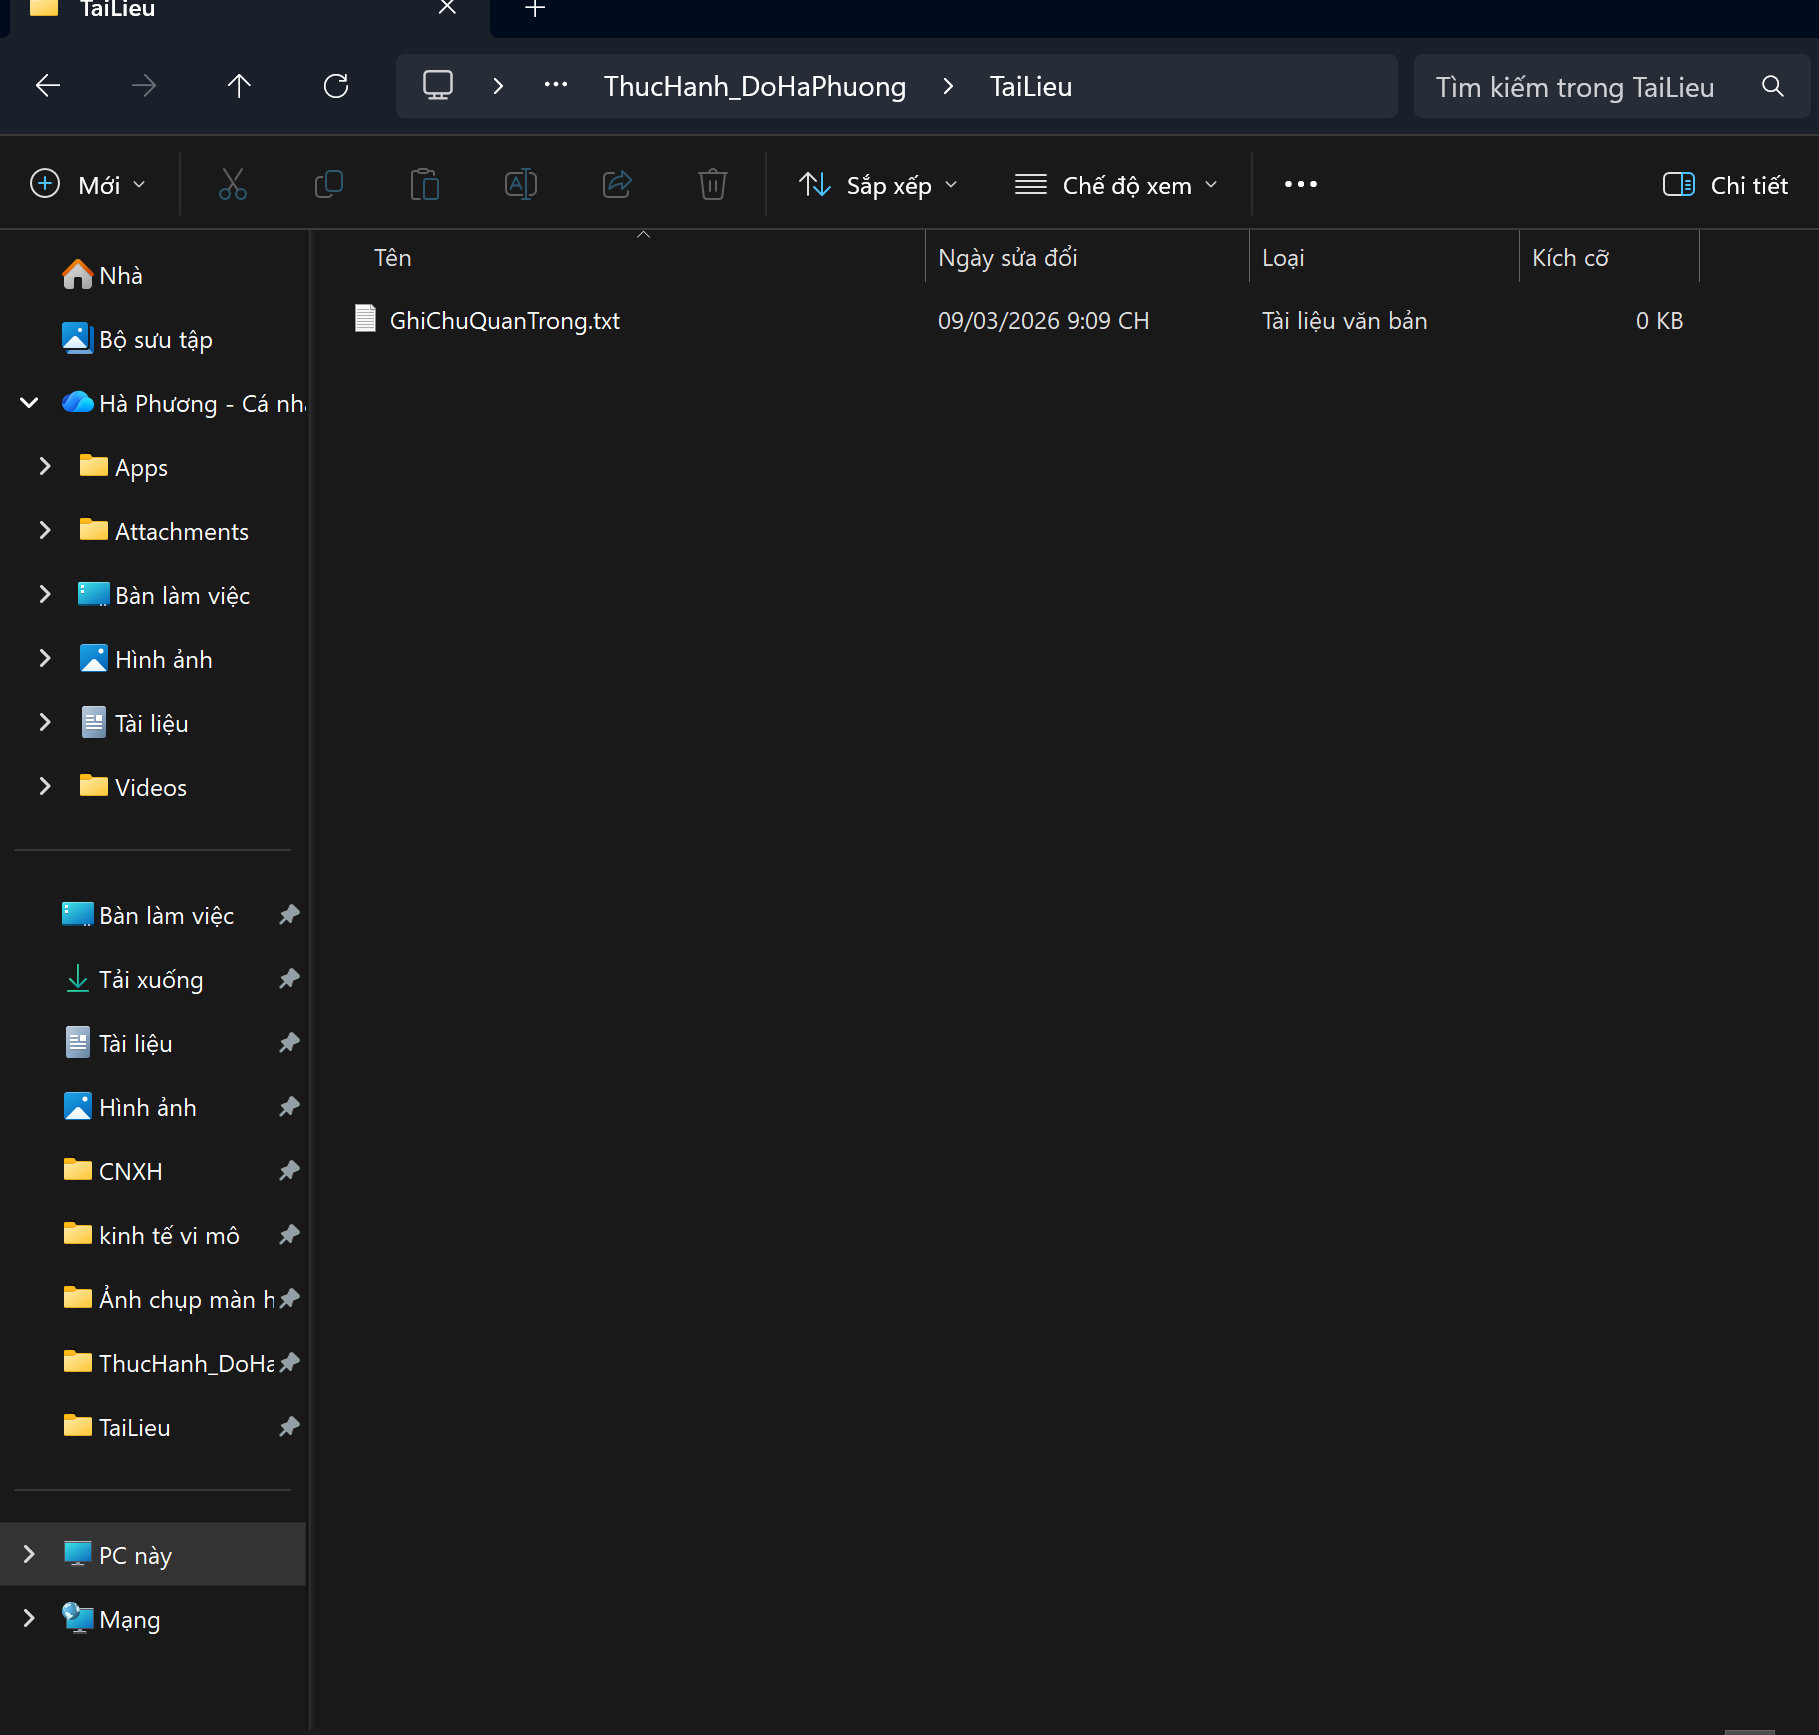 TaiLieu
ThucHanh_DoHaPhuong
TaiLieu
Tìm kiếm trong TaiLieu
Mới
Sắp xếp
Chế độ xem
Chi tiết
Tên
Ngày sửa đổi
Loại
Kích cỡ
GhiChuQuanTrong.txt
09/03/2026 9:09 CH
Tài liệu văn bản
0 KB
Nhà
Bộ sưu tập
Hà Phương - Cá nh
Apps
Attachments
Bàn làm việc
Hình ảnh
Tài liệu
Videos
Bàn làm việc
Tải xuống
Tài liệu
Hình ảnh
CNXH
kinh tế vi mô
Ảnh chụp màn h
ThucHanh_DoHa
TaiLieu
PC này
Mạng